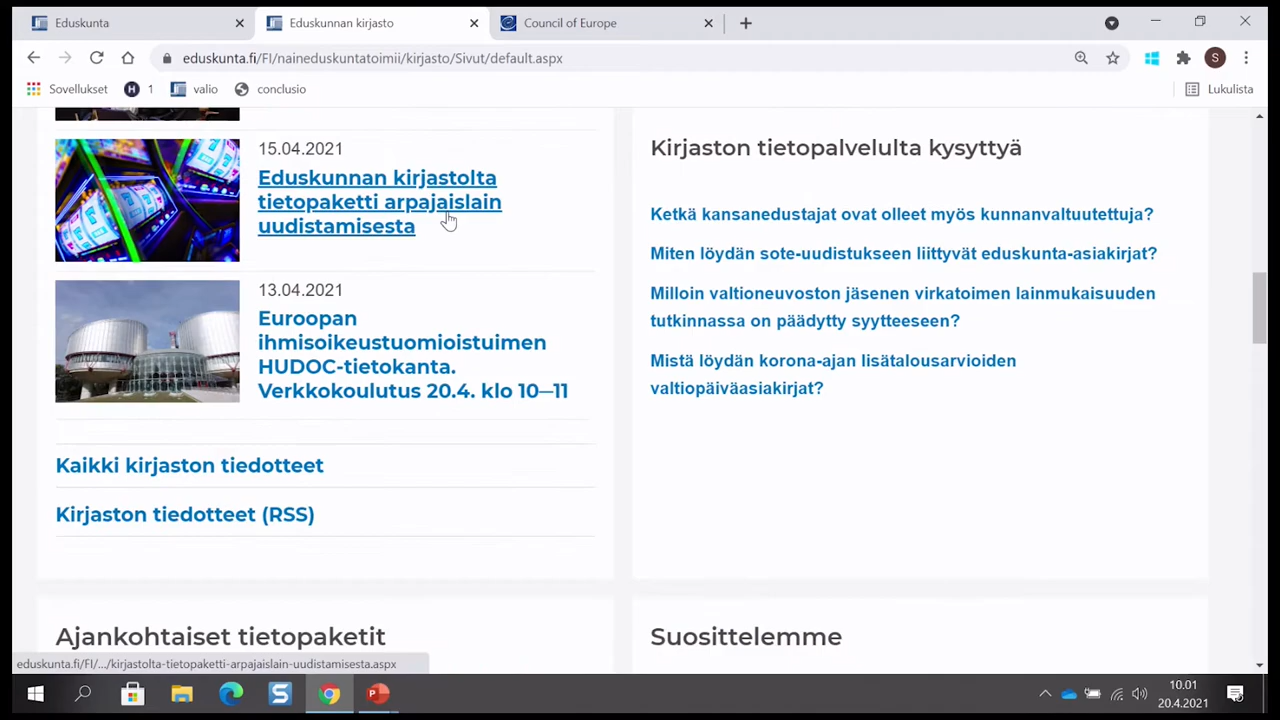 Eduskunta
Eduskunnan kirjasto
Council of Europe
eduskunta.fi/FI/naineduskuntatoimii/kirjasto/Sivut/default.aspx
S
Sovellukset
H 1
valio
conclusio
Lukulista
15.04.2021
Eduskunnan kirjastolta
tietopaketti arpajaislain
uudistamisesta
13.04.2021
Euroopan
ihmisoikeustuomioistuimen
HUDOC-tietokanta.
Verkkokoulutus 20.4. klo 10—11
Kaikki kirjaston tiedotteet
Kirjaston tiedotteet (RSS)
Kirjaston tietopalvelulta kysyttyä
Ketkä kansanedustajat ovat olleet myös kunnanvaltuutettuja?
Miten löydän sote-uudistukseen liittyvät eduskunta-asiakirjat?
Milloin valtioneuvoston jäsenen virkatoimen lainmukaisuuden
tutkinnassa on päädytty syytteeseen?
Mistä löydän korona-ajan lisätalousarvioiden
valtiopäiväasiakirjat?
Ajankohtaiset tietopaketit
Suosittelemme
eduskunta.fi/FI/.../kirjastolta-tietopaketti-arpajaislain-uudistamisesta.aspx
10.01
20.4.2021